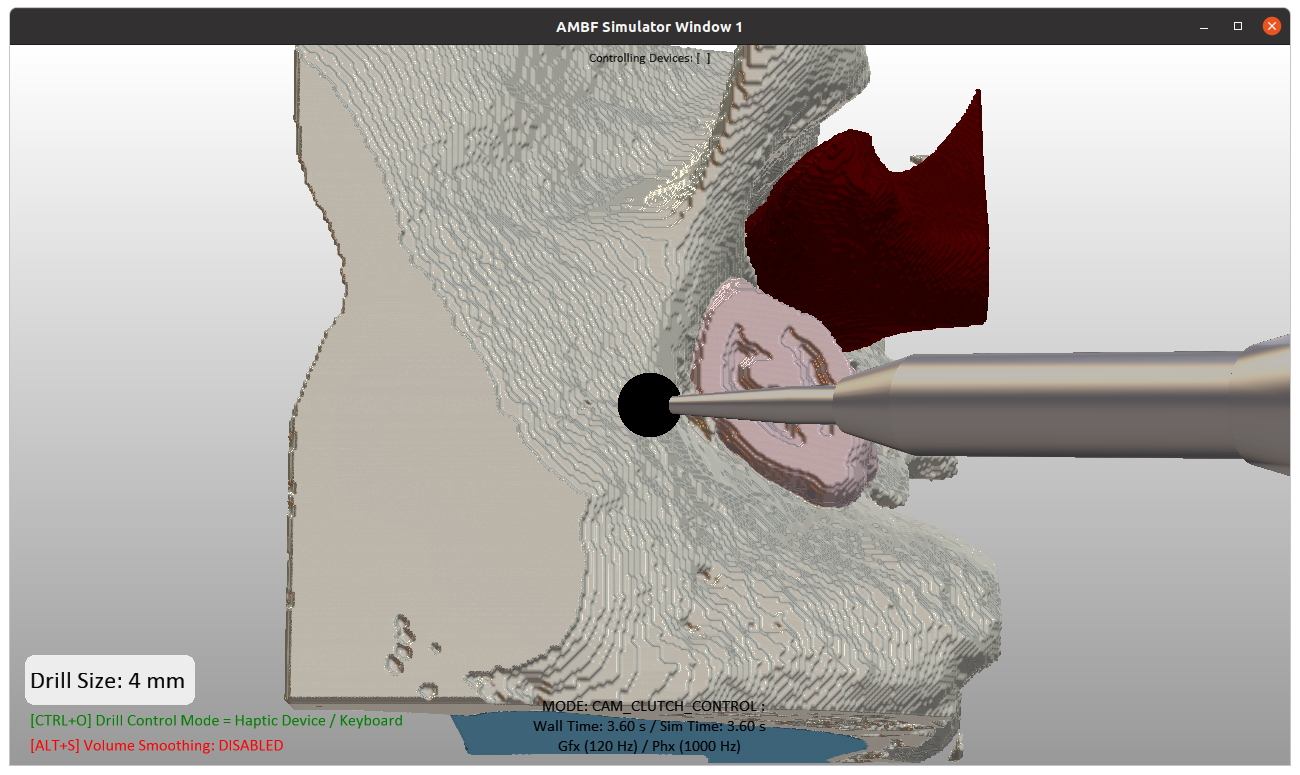 AMBF Simulator Window 1
Controlling Devices: [ ]
Drill Size: 4 mm
[CTRL+O] Drill Control Mode = Haptic Device / Keyboard
[ALT+S] Volume Smoothing: DISABLED
MODE: CAM_CLUTCH_CONTROL :
Wall Time: 3.60 s / Sim Time: 3.60 s
Gfx (120 Hz) / Phx (1000 Hz)